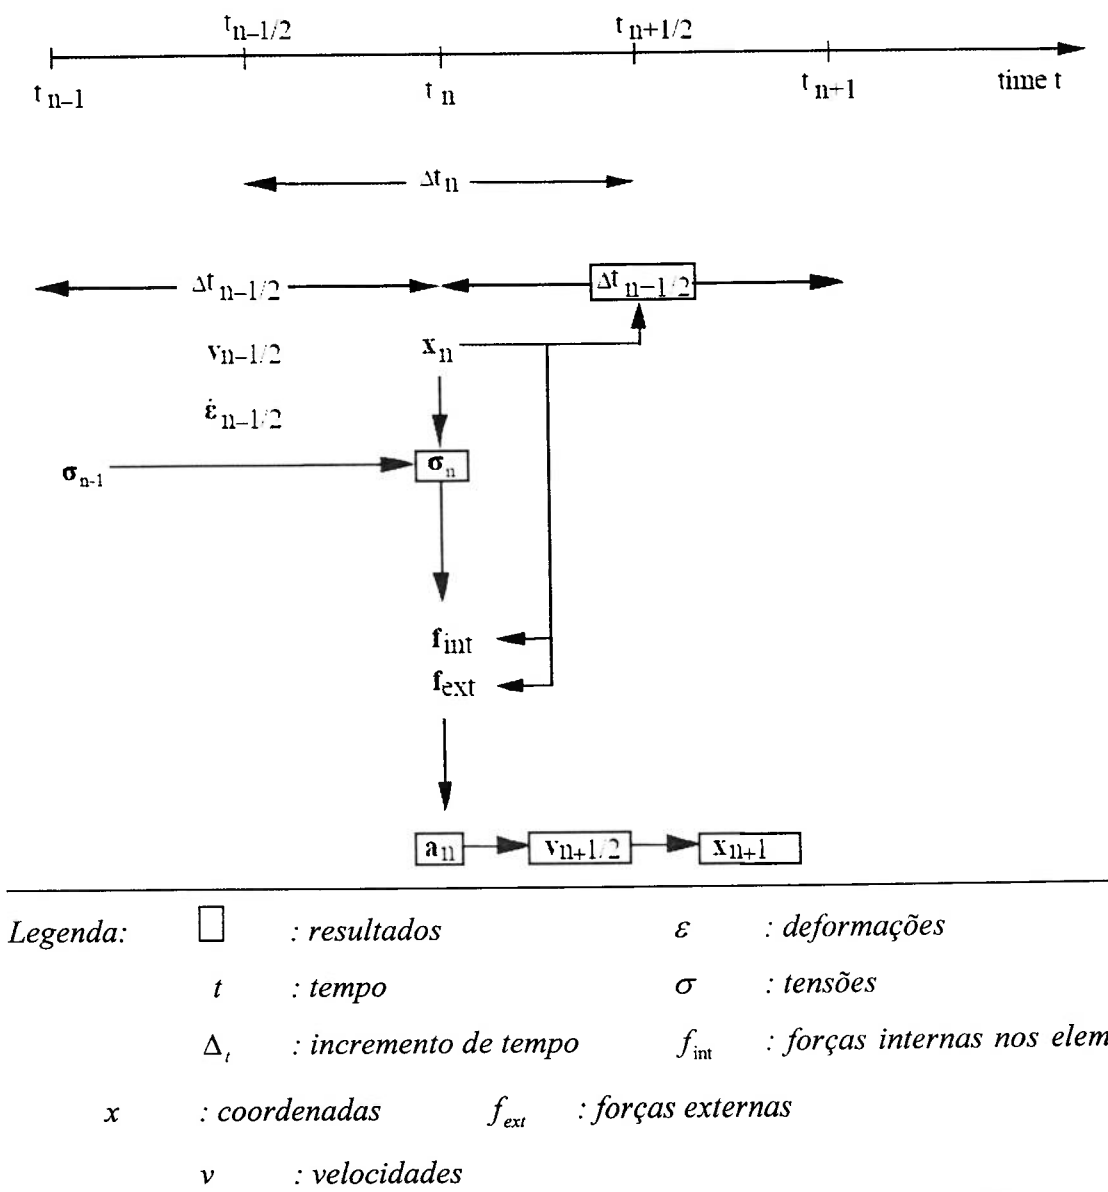 t n–1/2 t n+1/2
t n–1 t n t n+1 time t
Δt n
Δt n–1/2 Δt n–1/2
v n–1/2 x n
ε̇ n–1/2
σ n-1 σ n
f int
f ext
a n v n+1/2 x n+1
Legenda: □ : resultados ε : deformações
t : tempo σ : tensões
Δ t : incremento de tempo f int : forças internas nos elem
x : coordenadas f ext : forças externas
v : velocidades